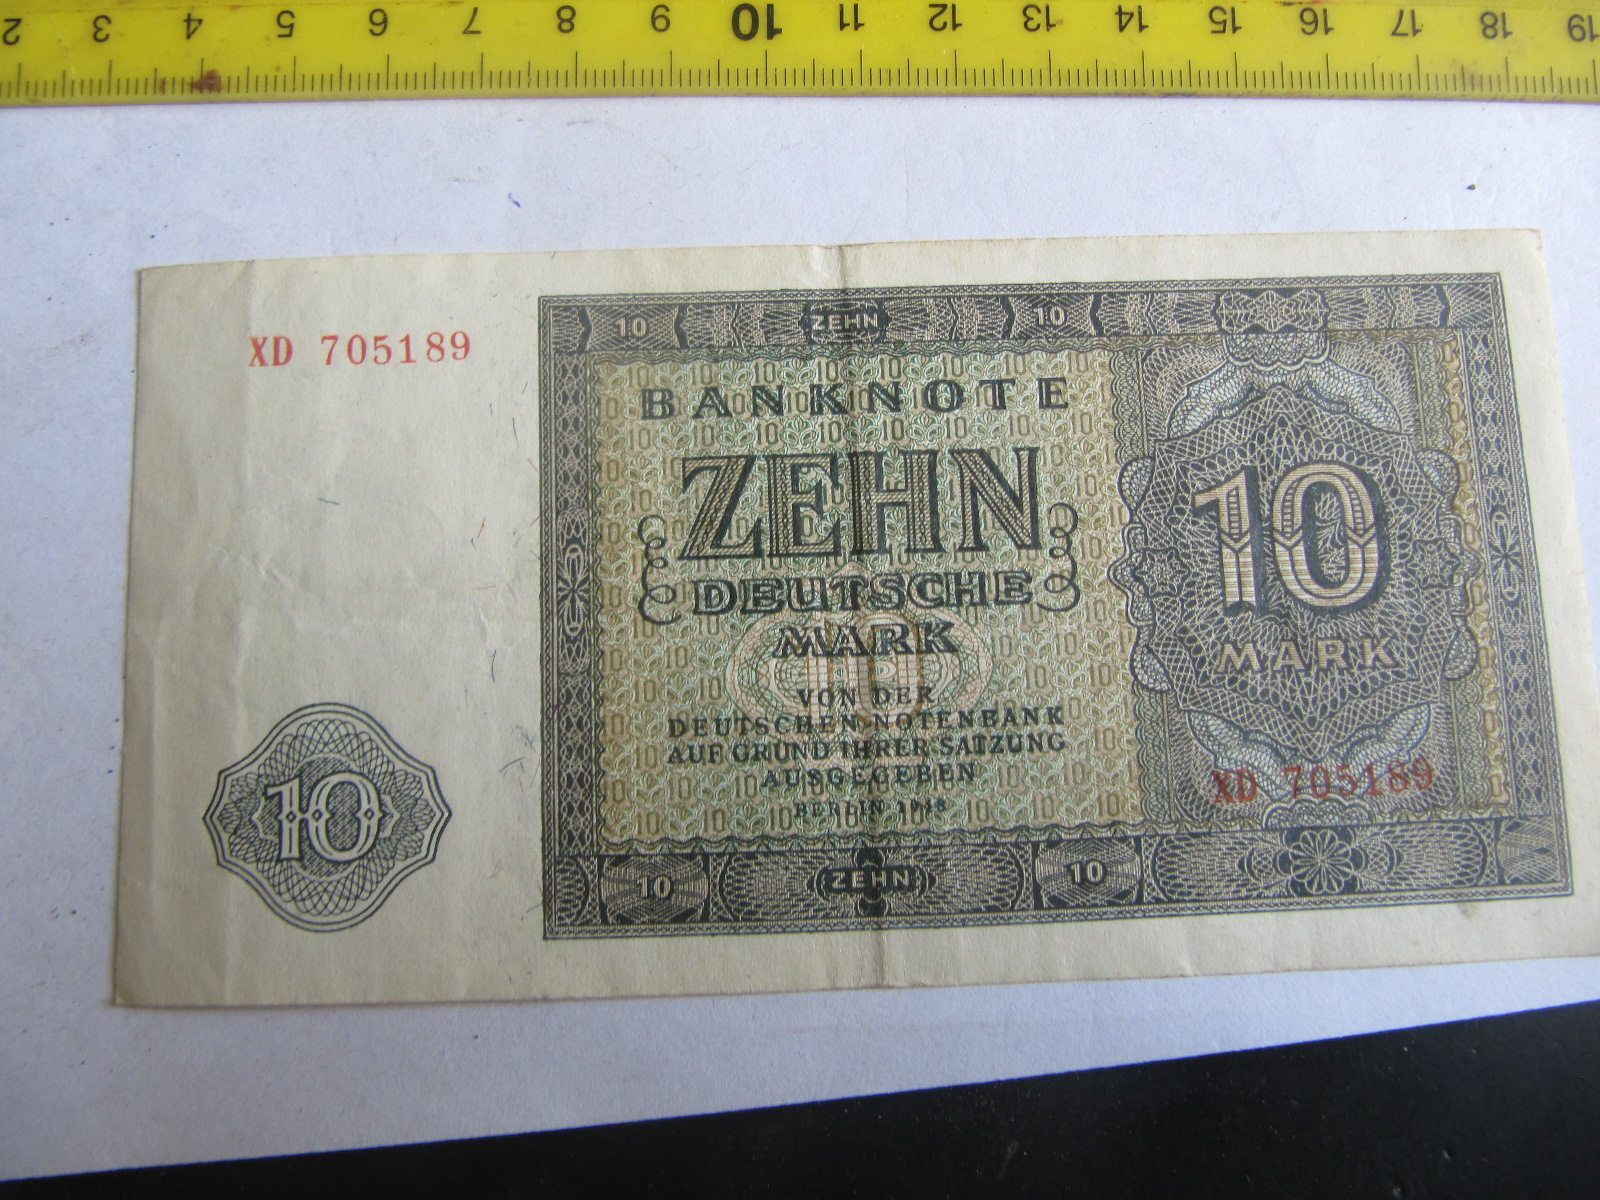 2 3 4 5 6 7 8 9 10 11 12 13 14 15 16 17 18 19
10 ZEHN 10
XD 705189
BANKNOTE
ZEHN
DEUTSCHE
MARK
VON DER
DEUTSCHEN NOTENBANK
AUF GRUND IHRER SATZUNG
AUSGEGEBEN
BERLIN 1948
10
MARK
XD 705189
10
10 ZEHN 10